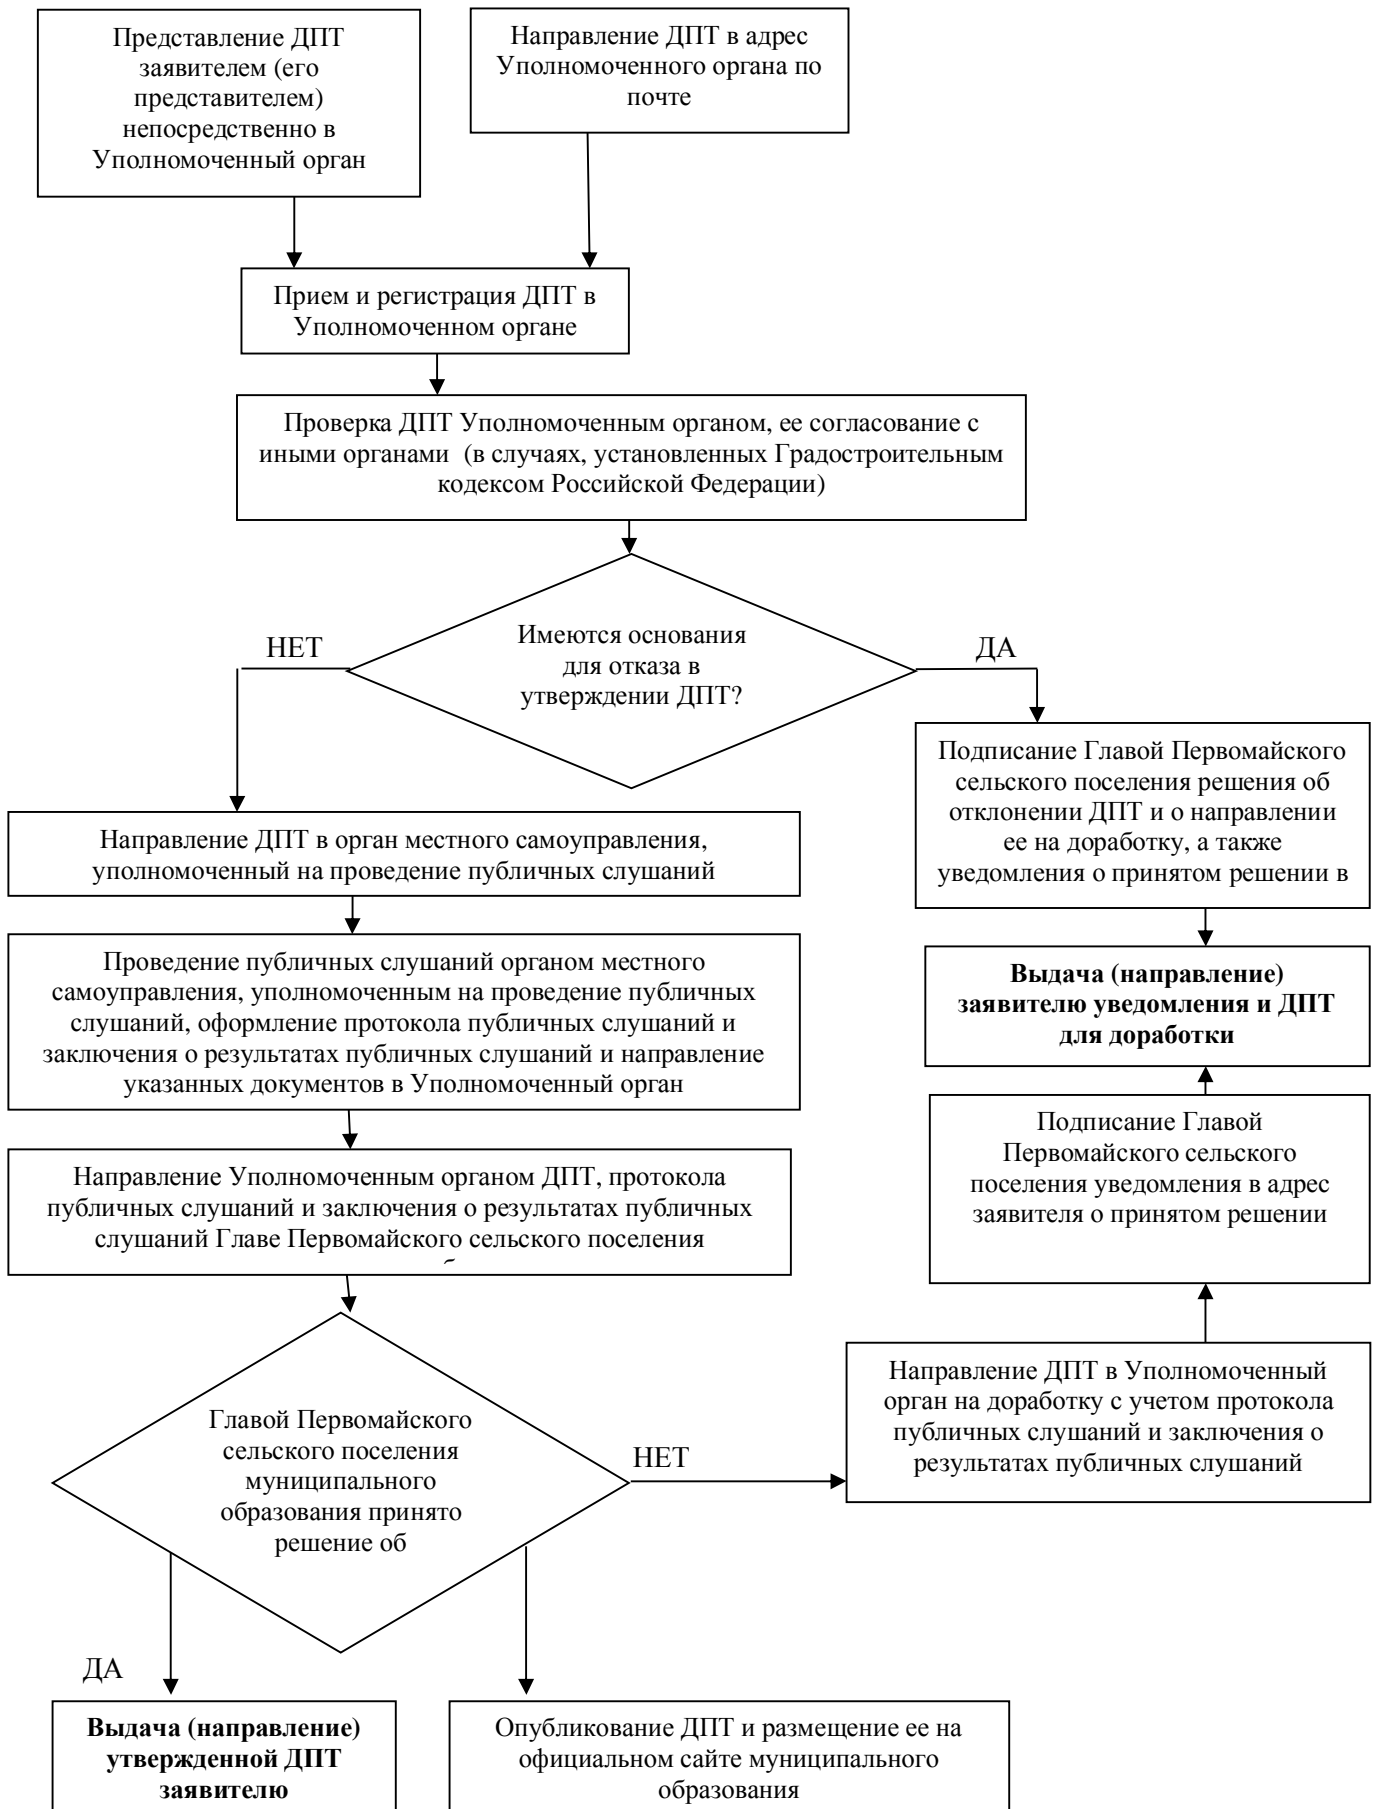 Представление ДПТ
заявителем (его
представителем)
непосредственно в
Уполномоченный орган
Направление ДПТ в адрес
Уполномоченного органа по
почте
Прием и регистрация ДПТ в
Уполномоченном органе
Проверка ДПТ Уполномоченным органом, ее согласование с
иными органами  (в случаях, установленных Градостроительным
кодексом Российской Федерации)
Имеются основания
для отказа в
утверждении ДПТ?
НЕТ
ДА
Направление ДПТ в орган местного самоуправления,
уполномоченный на проведение публичных слушаний
Подписание Главой Первомайского
сельского поселения решения об
отклонении ДПТ и о направлении
ее на доработку, а также
уведомления о принятом решении в
Проведение публичных слушаний органом местного
самоуправления, уполномоченным на проведение публичных
слушаний, оформление протокола публичных слушаний и
заключения о результатах публичных слушаний и направление
указанных документов в Уполномоченный орган
Выдача (направление)
заявителю уведомления и ДПТ
для доработки
Подписание Главой
Первомайского сельского
поселения уведомления в адрес
заявителя о принятом решении
Направление Уполномоченным органом ДПТ, протокола
публичных слушаний и заключения о результатах публичных
слушаний Главе Первомайского сельского поселения
Главой Первомайского
сельского поселения
муниципального
образования принято
решение об
НЕТ
Направление ДПТ в Уполномоченный
орган на доработку с учетом протокола
публичных слушаний и заключения о
результатах публичных слушаний
ДА
Выдача (направление)
утвержденной ДПТ
заявителю
Опубликование ДПТ и размещение ее на
официальном сайте муниципального
образования